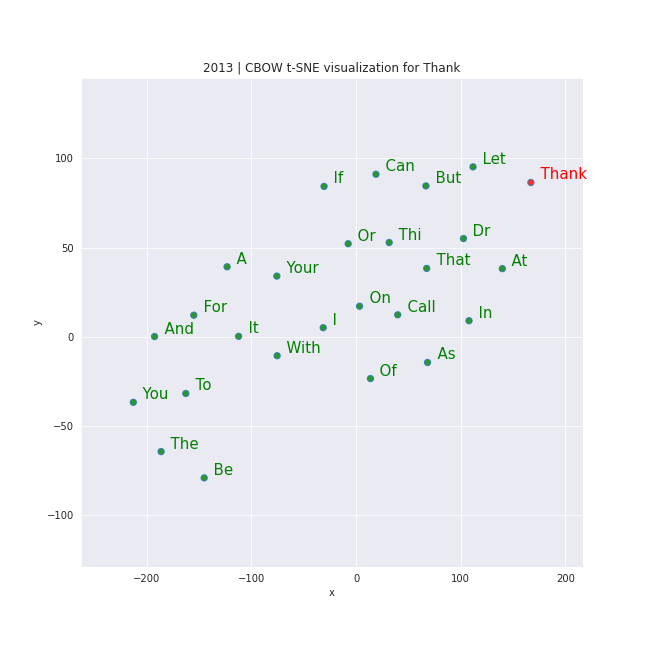 2013 | CBOW t-SNE visualization for Thank
Let
Can
Thank
If
But
Dr
Or
Thi
A
That
At
Your
On
For
Call
In
I
And
It
With
As
Of
To
You
The
Be
100
50
0
−50
−100
y
−200
−100
0
100
200
x